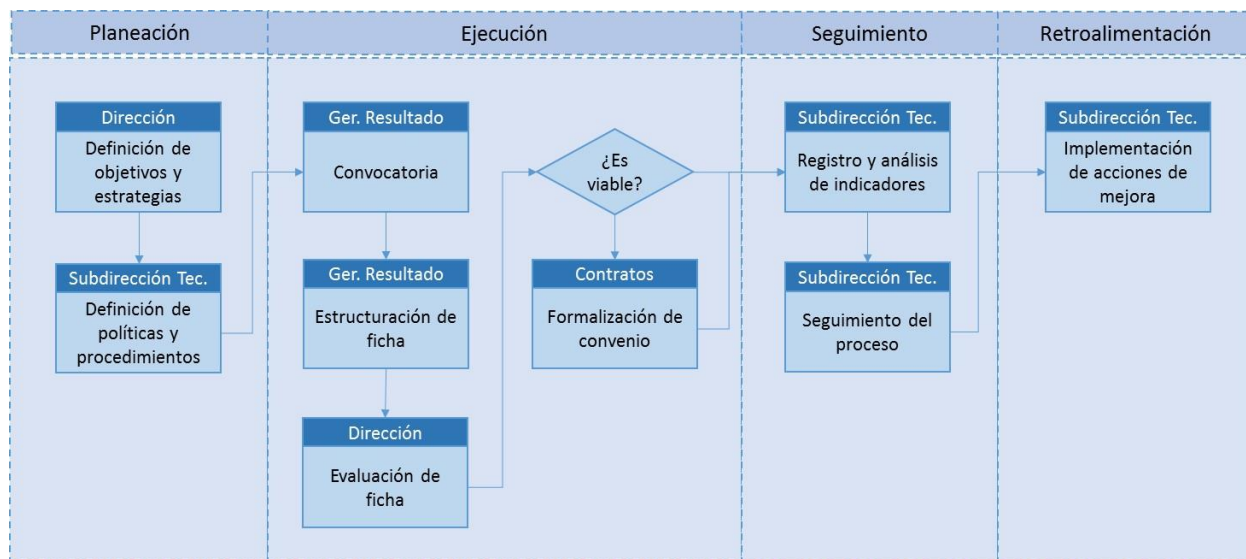 Planeación
Ejecución
Seguimiento
Retroalimentación
Dirección
Definición de
objetivos y
estrategias
Subdirección Tec.
Definición de
políticas y
procedimientos
Ger. Resultado
Convocatoria
Ger. Resultado
Estructuración de
ficha
Dirección
Evaluación de
ficha
¿Es
viable?
Contratos
Formalización de
convenio
Subdirección Tec.
Registro y análisis
de indicadores
Subdirección Tec.
Seguimiento del
proceso
Subdirección Tec.
Implementación
de acciones de
mejora